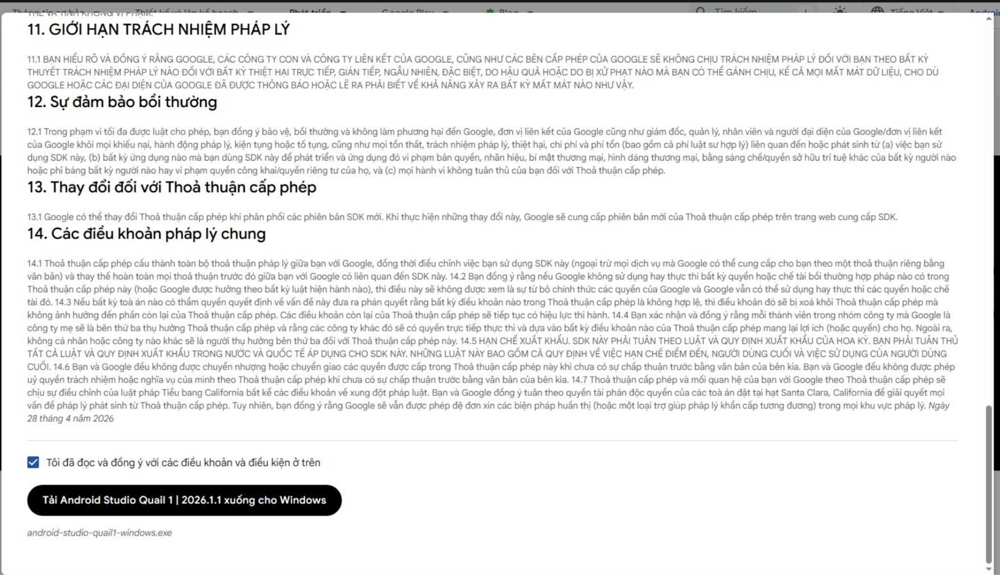 Thông tin cơ bản
Thiết kế và lập kế hoạch
Phát triển
Google Play
Blog
Tìm kiếm
/
Tiếng Việt
THỂ VÀ TÍNH KHÔNG VI PHẠM.
11. GIỚI HẠN TRÁCH NHIỆM PHÁP LÝ
11.1 BẠN HIỂU RÕ VÀ ĐỒNG Ý RẰNG GOOGLE, CÁC CÔNG TY CON VÀ CÔNG TY LIÊN KẾT CỦA GOOGLE, CŨNG NHƯ CÁC BÊN CẤP PHÉP CỦA GOOGLE SẼ KHÔNG CHỊU TRÁCH NHIỆM PHÁP LÝ ĐỐI VỚI BẠN THEO BẤT KỲ
THUYẾT TRÁCH NHIỆM PHÁP LÝ NÀO ĐỐI VỚI BẤT KỲ THIỆT HẠI TRỰC TIẾP, GIÁN TIẾP, NGẪU NHIÊN, ĐẶC BIỆT, DO HẬU QUẢ HOẶC DO BỊ XỬ PHẠT NÀO MÀ BẠN CÓ THỂ GÁNH CHỊU, KỂ CẢ MỌI MẤT MÁT DỮ LIỆU, CHO DÙ
GOOGLE HOẶC CÁC ĐẠI DIỆN CỦA GOOGLE ĐÃ ĐƯỢC THÔNG BÁO HOẶC LẼ RA PHẢI BIẾT VỀ KHẢ NĂNG XẢY RA BẤT KỲ MẤT MÁT NÀO NHƯ VẬY.
12. Sự đảm bảo bồi thường
12.1 Trong phạm vi tối đa được luật cho phép, bạn đồng ý bảo vệ, bồi thường và không làm phương hại đến Google, đơn vị liên kết của Google cũng như giám đốc, quản lý, nhân viên và người đại diện của Google/đơn vị liên kết
của Google khỏi mọi khiếu nại, hành động pháp lý, kiện tụng hoặc tố tụng, cũng như mọi tổn thất, trách nhiệm pháp lý, thiệt hại, chi phí và phí tổn (bao gồm cả phí luật sư hợp lý) liên quan đến hoặc phát sinh từ (a) việc bạn sử
dụng SDK này, (b) bất kỳ ứng dụng nào mà bạn dùng SDK này để phát triển và ứng dụng đó vi phạm bản quyền, nhãn hiệu, bí mật thương mại, hình dáng thương mại, bằng sáng chế/quyền sở hữu trí tuệ khác của bất kỳ người nào
hoặc phỉ báng bất kỳ người nào hay vi phạm quyền công khai/quyền riêng tư của họ, và (c) mọi hành vi không tuân thủ của bạn đối với Thoả thuận cấp phép.
13. Thay đổi đối với Thoả thuận cấp phép
13.1 Google có thể thay đổi Thoả thuận cấp phép khi phân phối các phiên bản SDK mới. Khi thực hiện những thay đổi này, Google sẽ cung cấp phiên bản mới của Thoả thuận cấp phép trên trang web cung cấp SDK.
14. Các điều khoản pháp lý chung
14.1 Thoả thuận cấp phép cấu thành toàn bộ thoả thuận pháp lý giữa bạn với Google, đồng thời điều chỉnh việc bạn sử dụng SDK này (ngoại trừ mọi dịch vụ mà Google có thể cung cấp cho bạn theo một thoả thuận riêng bằng
văn bản) và thay thế hoàn toàn mọi thoả thuận trước đó giữa bạn với Google có liên quan đến SDK này. 14.2 Bạn đồng ý rằng nếu Google không sử dụng hay thực thi bất kỳ quyền hoặc chế tài bồi thường hợp pháp nào có trong
Thoả thuận cấp phép này (hoặc Google được hưởng theo bất kỳ luật hiện hành nào), thì điều này sẽ không được xem là sự từ bỏ chính thức các quyền của Google và Google vẫn có thể sử dụng hay thực thi các quyền hoặc chế
tài đó. 14.3 Nếu bất kỳ toà án nào có thẩm quyền quyết định về vấn đề này đưa ra phán quyết rằng bất kỳ điều khoản nào trong Thoả thuận cấp phép là không hợp lệ, thì điều khoản đó sẽ bị xoá khỏi Thoả thuận cấp phép mà
không ảnh hưởng đến phần còn lại của Thoả thuận cấp phép. Các điều khoản còn lại của Thoả thuận cấp phép sẽ tiếp tục có hiệu lực thi hành. 14.4 Bạn xác nhận và đồng ý rằng mỗi thành viên trong nhóm công ty mà Google là
công ty mẹ sẽ là bên thứ ba thụ hưởng Thoả thuận cấp phép và rằng các công ty khác đó sẽ có quyền trực tiếp thực thi và dựa vào bất kỳ điều khoản nào của Thoả thuận cấp phép mang lại lợi ích (hoặc quyền) cho họ. Ngoài ra,
không cá nhân hoặc công ty nào khác sẽ là người thụ hưởng bên thứ ba đối với Thoả thuận cấp phép này. 14.5 HẠN CHẾ XUẤT KHẨU. SDK NÀY PHẢI TUÂN THEO LUẬT VÀ QUY ĐỊNH XUẤT KHẨU CỦA HOA KỲ. BẠN PHẢI TUÂN THỦ
TẤT CẢ LUẬT VÀ QUY ĐỊNH XUẤT KHẨU TRONG NƯỚC VÀ QUỐC TẾ ÁP DỤNG CHO SDK NÀY. NHỮNG LUẬT NÀY BAO GỒM CẢ QUY ĐỊNH VỀ VIỆC HẠN CHẾ ĐIỂM ĐẾN, NGƯỜI DÙNG CUỐI VÀ VIỆC SỬ DỤNG CỦA NGƯỜI DÙNG
CUỐI. 14.6 Bạn và Google đều không được chuyển nhượng hoặc chuyển giao các quyền được cấp trong Thoả thuận cấp phép này khi chưa có sự chấp thuận trước bằng văn bản của bên kia. Bạn và Google đều không được phép
uỷ quyền trách nhiệm hoặc nghĩa vụ của mình theo Thoả thuận cấp phép khi chưa có sự chấp thuận trước bằng văn bản của bên kia. 14.7 Thoả thuận cấp phép và mối quan hệ của bạn với Google theo Thoả thuận cấp phép sẽ
chịu sự điều chỉnh của luật pháp Tiểu bang California bất kể các điều khoản về xung đột pháp luật. Bạn và Google đồng ý tuân theo quyền tài phán độc quyền của các toà án đặt tại hạt Santa Clara, California để giải quyết mọi
vấn đề pháp lý phát sinh từ Thoả thuận cấp phép. Tuy nhiên, bạn đồng ý rằng Google sẽ vẫn được phép đệ đơn xin các biện pháp huấn thị (hoặc một loại trợ giúp pháp lý khẩn cấp tương đương) trong mọi khu vực pháp lý. Ngày
28 tháng 4 năm 2026
Tôi đã đọc và đồng ý với các điều khoản và điều kiện ở trên
Tải Android Studio Quail 1 | 2026.1.1 xuống cho Windows
android-studio-quail1-windows.exe